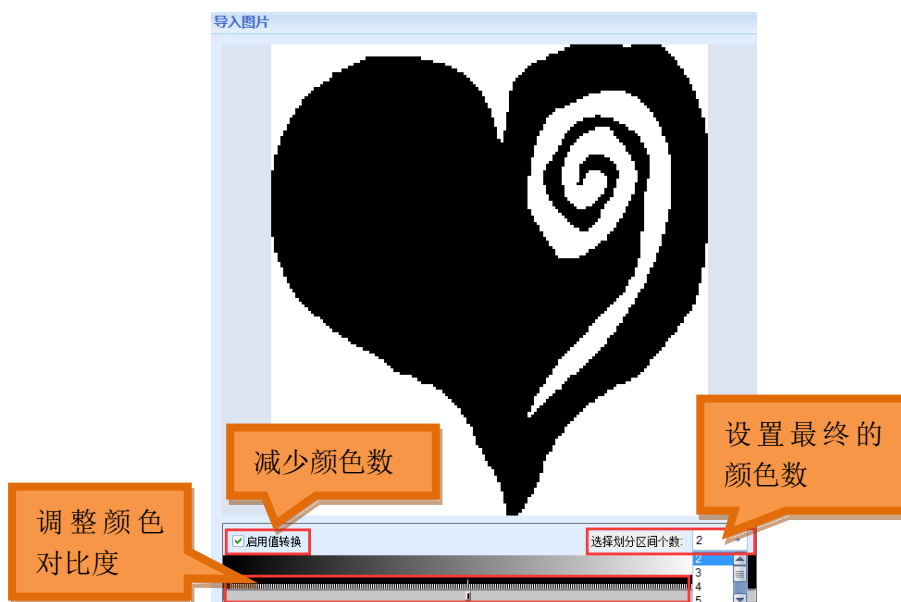 导入图片
设置最终的
颜色数
减少颜色数
调整颜色
对比度
启用值转换
选择划分区间个数:
2
2
3
4
5